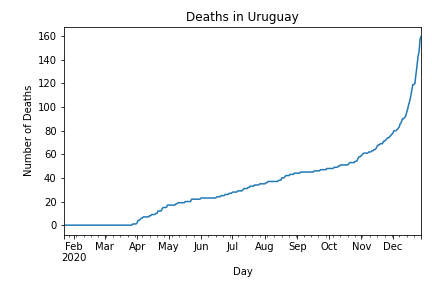 Deaths in Uruguay
Number of Deaths
160
140
120
100
80
60
40
20
0
Feb Mar Apr May Jun Jul Aug Sep Oct Nov Dec
2020
Day